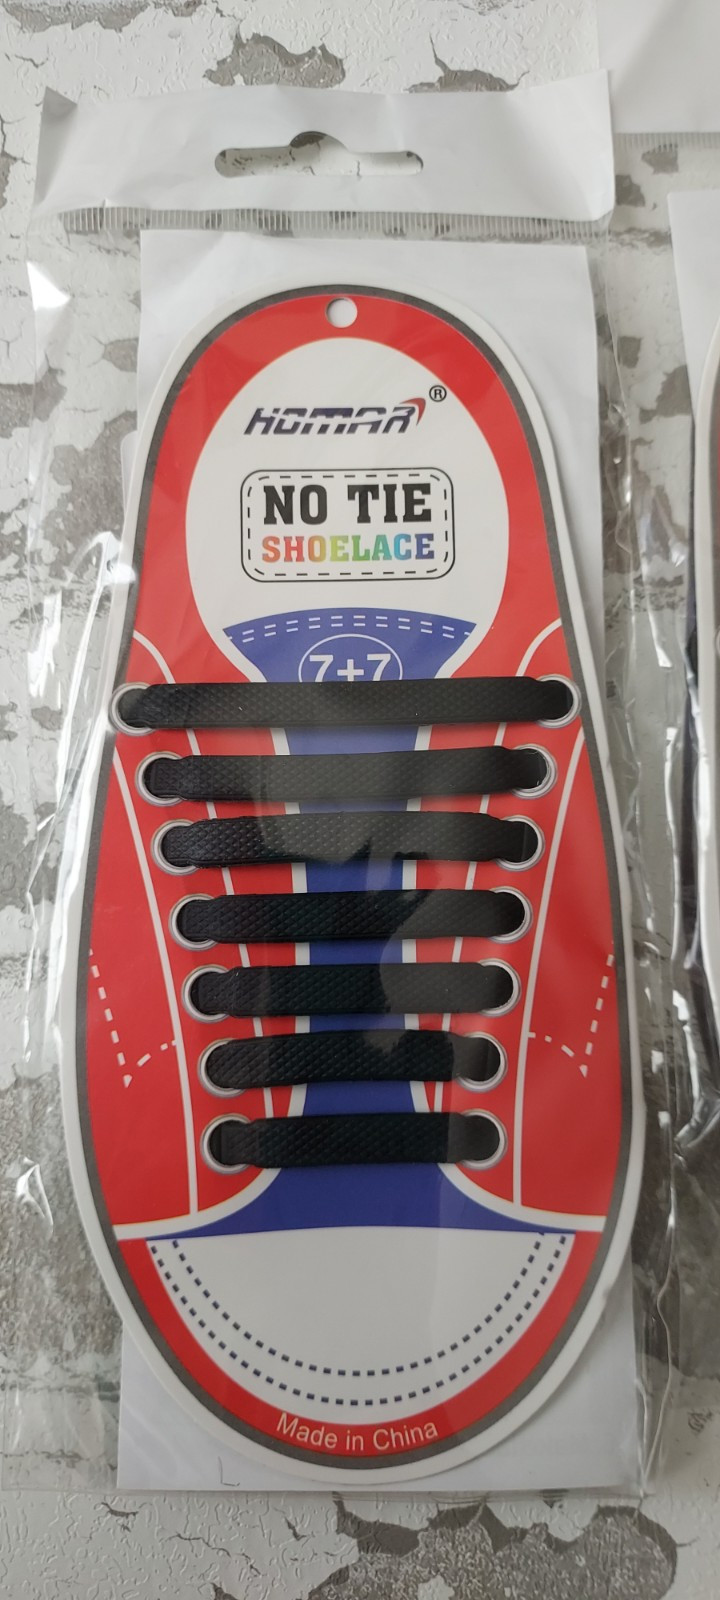 HOMAR®
NO TIE
SHOELACE
7+7
Made in China